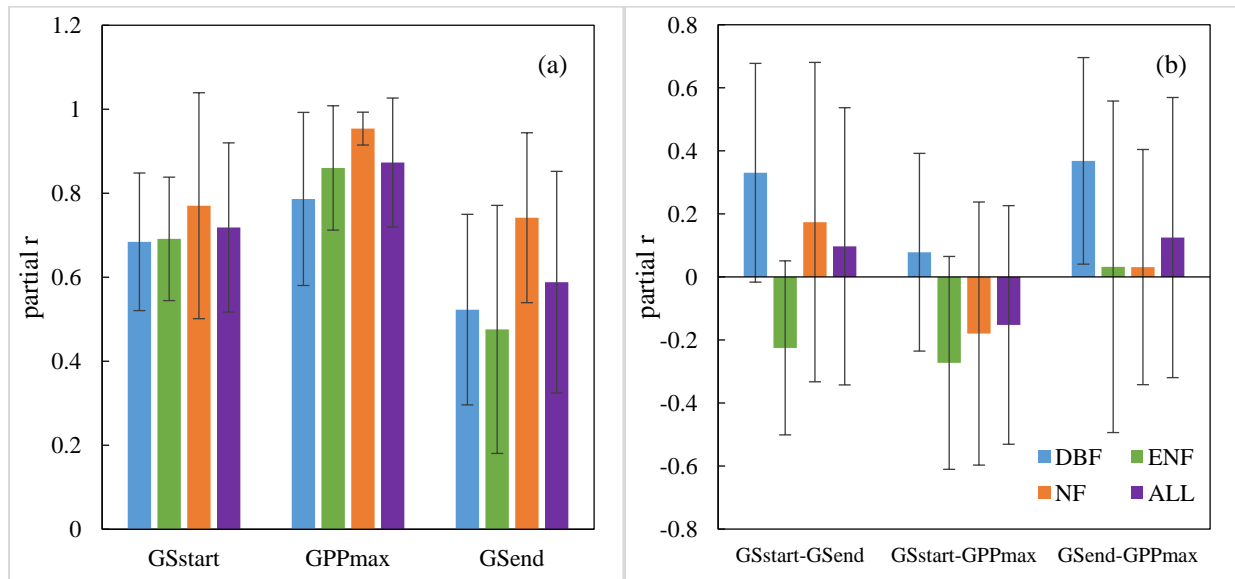 (a)
partial r
1.2
1
0.8
0.6
0.4
0.2
0
GSstart GPPmax GSend
(b)
partial r
0.8
0.6
0.4
0.2
0
-0.2
-0.4
-0.6
-0.8
GSstart-GSend GSstart-GPPmax GSend-GPPmax
DBF ENF
NF ALL